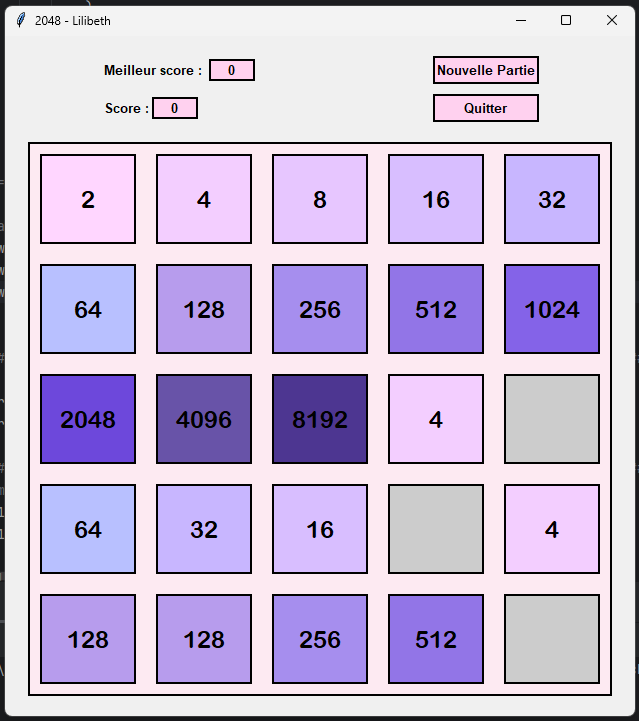 2048 - Lilibeth
Meilleur score : 0
Nouvelle Partie
Score : 0
Quitter
2 4 8 16 32
64 128 256 512 1024
2048 4096 8192 4
64 32 16 4
128 128 256 512